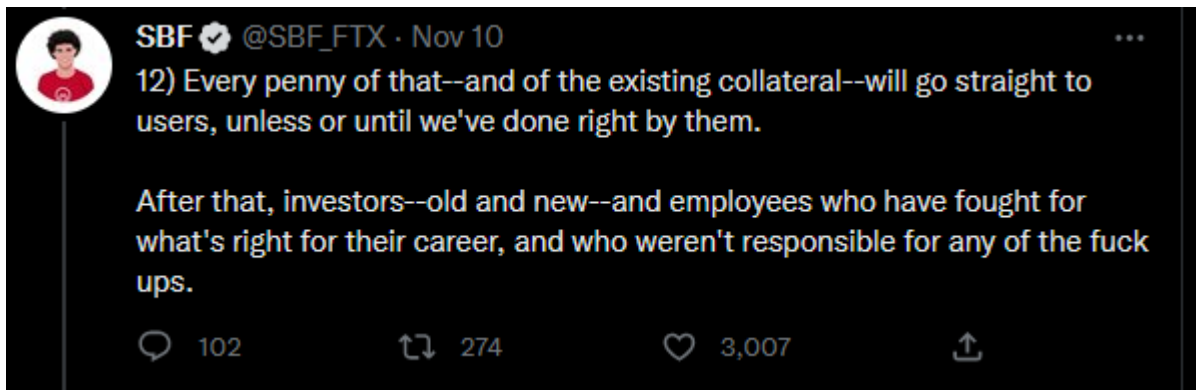 SBF @SBF_FTX · Nov 10
12) Every penny of that--and of the existing collateral--will go straight to
users, unless or until we've done right by them.
After that, investors--old and new--and employees who have fought for
what's right for their career, and who weren't responsible for any of the fuck
ups.
102 274 3,007